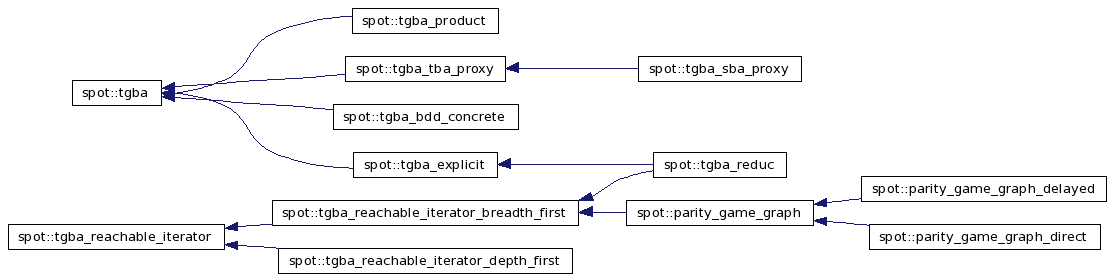 spot::tgba_product
spot::tgba_tba_proxy
spot::tgba_sba_proxy
spot::tgba
spot::tgba_bdd_concrete
spot::tgba_explicit
spot::tgba_reduc
spot::parity_game_graph_delayed
spot::tgba_reachable_iterator_breadth_first
spot::parity_game_graph
spot::tgba_reachable_iterator
spot::parity_game_graph_direct
spot::tgba_reachable_iterator_depth_first